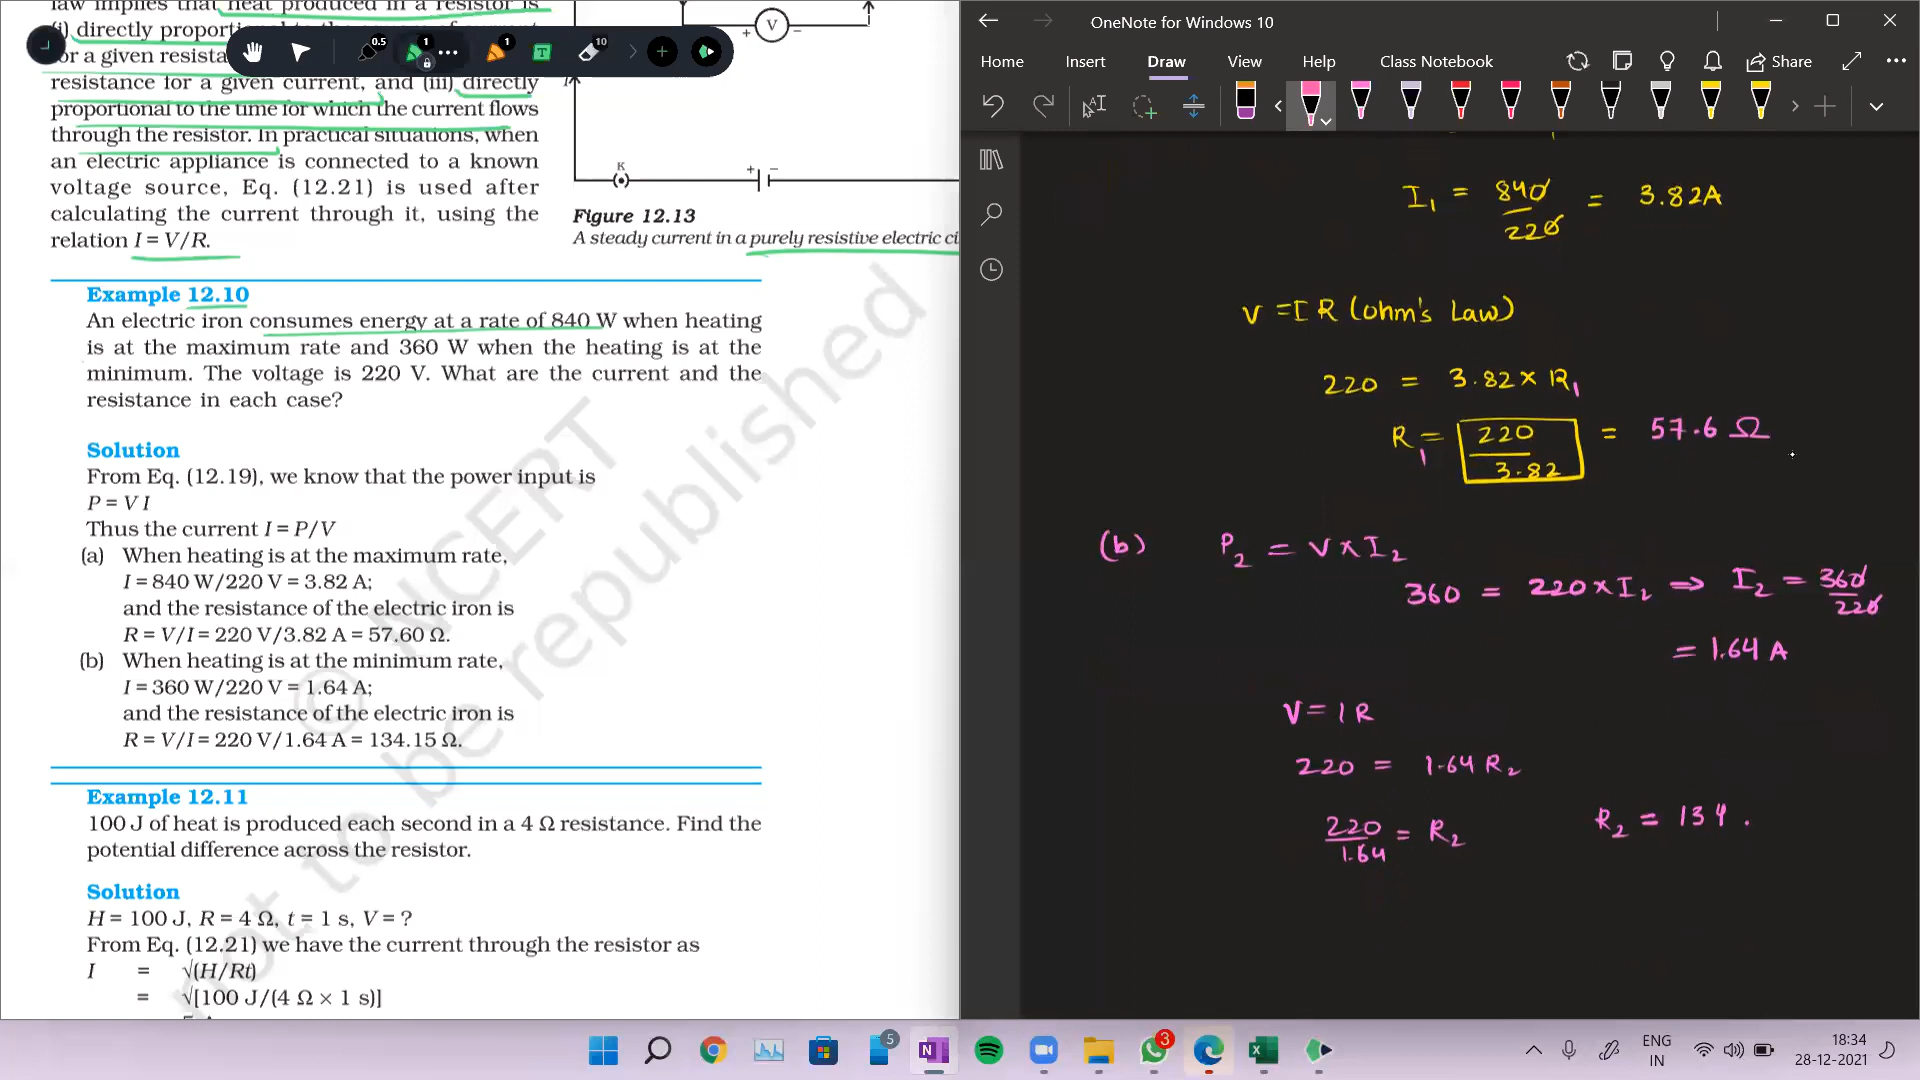 law implies that heat produced in a resistor is
(i) directly
for a given
resistance for a given current, and (iii) directly
proportional to the time for which the current flows
through the resistor. In practical situations, when
an electric appliance is connected to a known
voltage source, Eq. (12.21) is used after
calculating the current through it, using the
relation I = V/R.
0.5
1
1
T
10
+ V −
K
+ −
Figure 12.13
A steady current in a purely resistive electric ci
Example 12.10
An electric iron consumes energy at a rate of 840 W when heating
is at the maximum rate and 360 W when the heating is at the
minimum. The voltage is 220 V. What are the current and the
resistance in each case?
Solution
From Eq. (12.19), we know that the power input is
P = V I
Thus the current I = P/V
(a) When heating is at the maximum rate,
I = 840 W/220 V = 3.82 A;
and the resistance of the electric iron is
R = V/I = 220 V/3.82 A = 57.60 Ω.
(b) When heating is at the minimum rate,
I = 360 W/220 V = 1.64 A;
and the resistance of the electric iron is
R = V/I = 220 V/1.64 A = 134.15 Ω.
Example 12.11
100 J of heat is produced each second in a 4 Ω resistance. Find the
potential difference across the resistor.
Solution
H = 100 J, R = 4 Ω, t = 1 s, V = ?
From Eq. (12.21) we have the current through the resistor as
I = √(H/Rt)
= √[100 J/(4 Ω × 1 s)]
© NCERT
not to be republished
OneNote for Windows 10
Home Insert Draw View Help Class Notebook Share
I₁ = 840/220 = 3.82A
V = I R (ohm's Law)
220 = 3.82 × R₁
R₁ = 220/3.82 = 57.6 Ω
(b) P₂ = V × I₂
360 = 220 × I₂ ⇒ I₂ = 360/220
= 1.64 A
V = I R
220 = 1.64 R₂
220/1.64 = R₂ R₂ = 134.
5
3
ENG
IN
18:34
28-12-2021